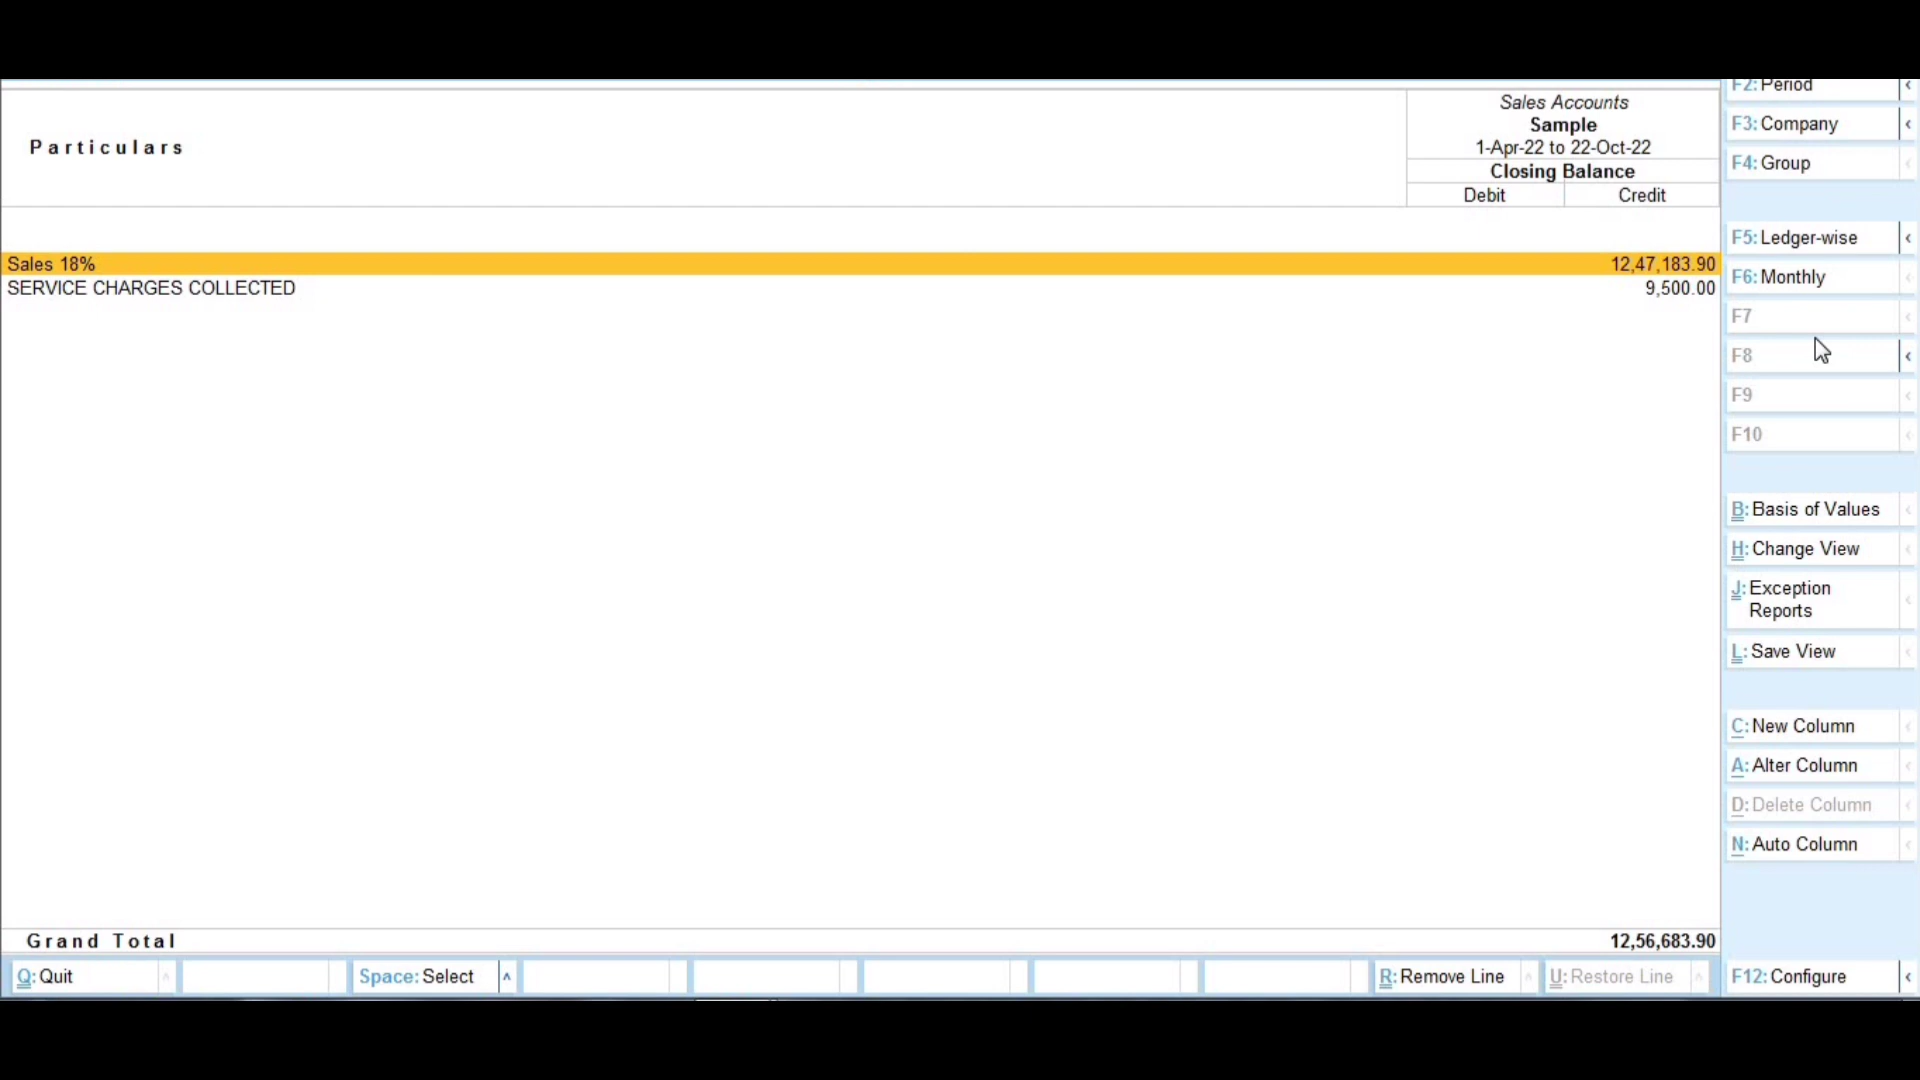 F2: Period
Sales Accounts
Sample
1-Apr-22 to 22-Oct-22
Closing Balance
Debit Credit
Particulars
F3: Company
F4: Group
F5: Ledger-wise
Sales 18% 12,47,183.90
SERVICE CHARGES COLLECTED 9,500.00
F6: Monthly
F7
F8
F9
F10
B: Basis of Values
H: Change View
J: Exception
Reports
L: Save View
C: New Column
A: Alter Column
D: Delete Column
N: Auto Column
Grand Total 12,56,683.90
Q: Quit Space: Select R: Remove Line U: Restore Line F12: Configure